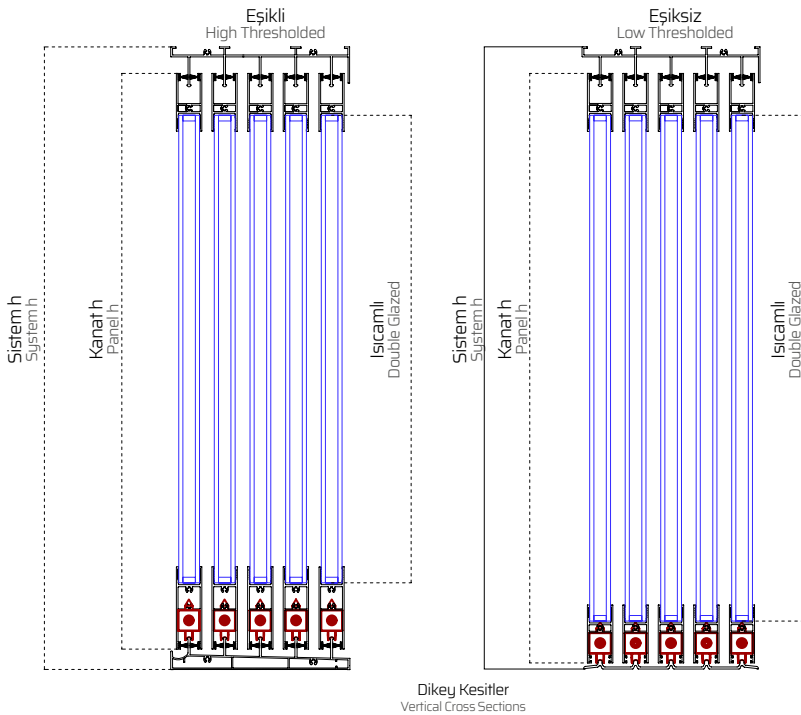 Eşikli
High Thresholded
Eşiksiz
Low Thresholded
Sistem h
System h
Kanat h
Panel h
Isıcamlı
Double Glazed
Sistem h
System h
Kanat h
Panel h
Isıcamlı
Double Glazed
Dikey Kesitler
Vertical Cross Sections